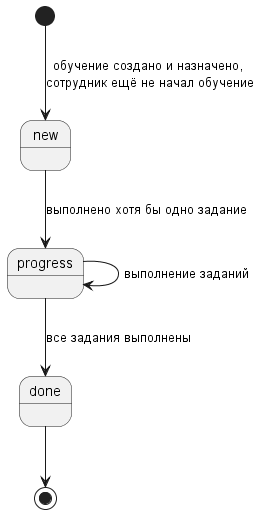 обучение создано и назначено,
сотрудник ещё не начал обучение
new
выполнено хотя бы одно задание
progress
выполнение заданий
все задания выполнены
done